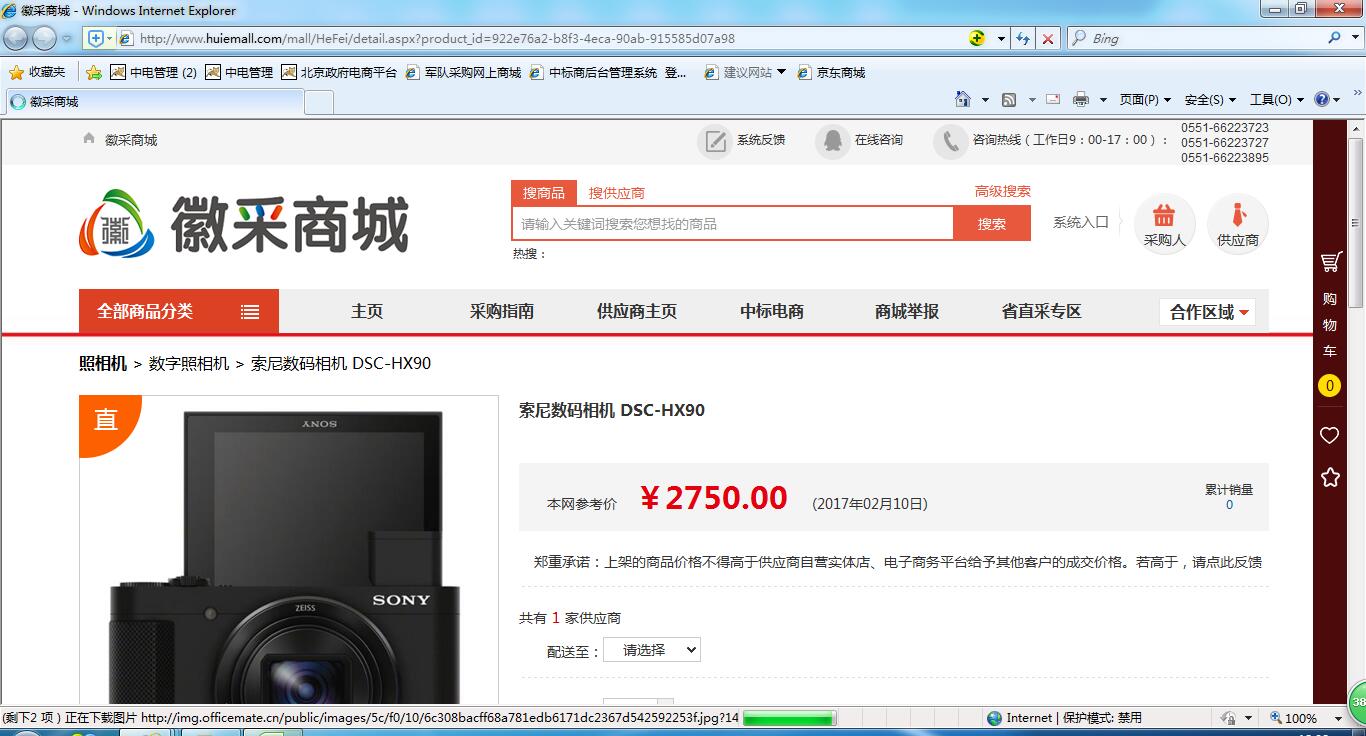 徽采商城 - Windows Internet Explorer
http://www.huiemall.com/mall/HeFei/detail.aspx?product_id=922e76a2-b8f3-4eca-90ab-915585d07a98
Bing
收藏夹 中电管理 (2) 中电管理 北京政府电商平台 军队采购网上商城 中标商后台管理系统 登... 建议网站 京东商城
徽采商城
页面(P) 安全(S) 工具(O)
徽采商城
系统反馈
在线咨询
咨询热线（工作日9：00-17：00）：
0551-66223723
0551-66223727
0551-66223895
徽
徽采商城
搜商品 搜供应商 高级搜索
请输入关键词搜索您想找的商品 搜索
热搜：
系统入口
采购人
供应商
全部商品分类 主页 采购指南 供应商主页 中标电商 商城举报 省直采专区 合作区域
照相机 > 数字照相机 > 索尼数码相机 DSC-HX90
直
SONY
ZEISS
SONY
索尼数码相机 DSC-HX90
本网参考价 ￥2750.00 (2017年02月10日)
累计销量
0
郑重承诺：上架的商品价格不得高于供应商自营实体店、电子商务平台给予其他客户的成交价格。若高于，请点此反馈
共有 1 家供应商
配送至： 请选择
购
物
车
0
38
(剩下2 项）正在下载图片 http://img.officemate.cn/public/images/5c/f0/10/6c308bacff68a781edb6171dc2367d542592253f.jpg?14
Internet | 保护模式: 禁用
100%